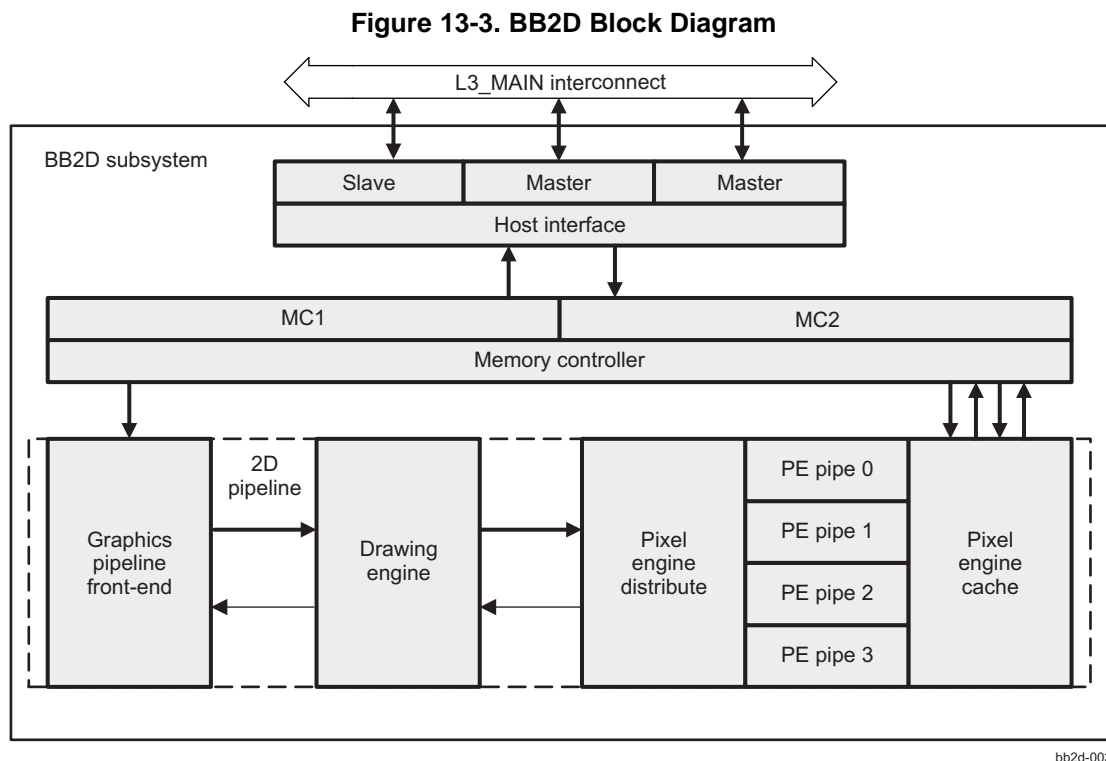 Figure 13-3. BB2D Block Diagram
L3_MAIN interconnect
BB2D subsystem
Slave
Master
Master
Host interface
MC1
MC2
Memory controller
2D
pipeline
Graphics
pipeline
front-end
Drawing
engine
Pixel
engine
distribute
PE pipe 0
PE pipe 1
PE pipe 2
PE pipe 3
Pixel
engine
cache